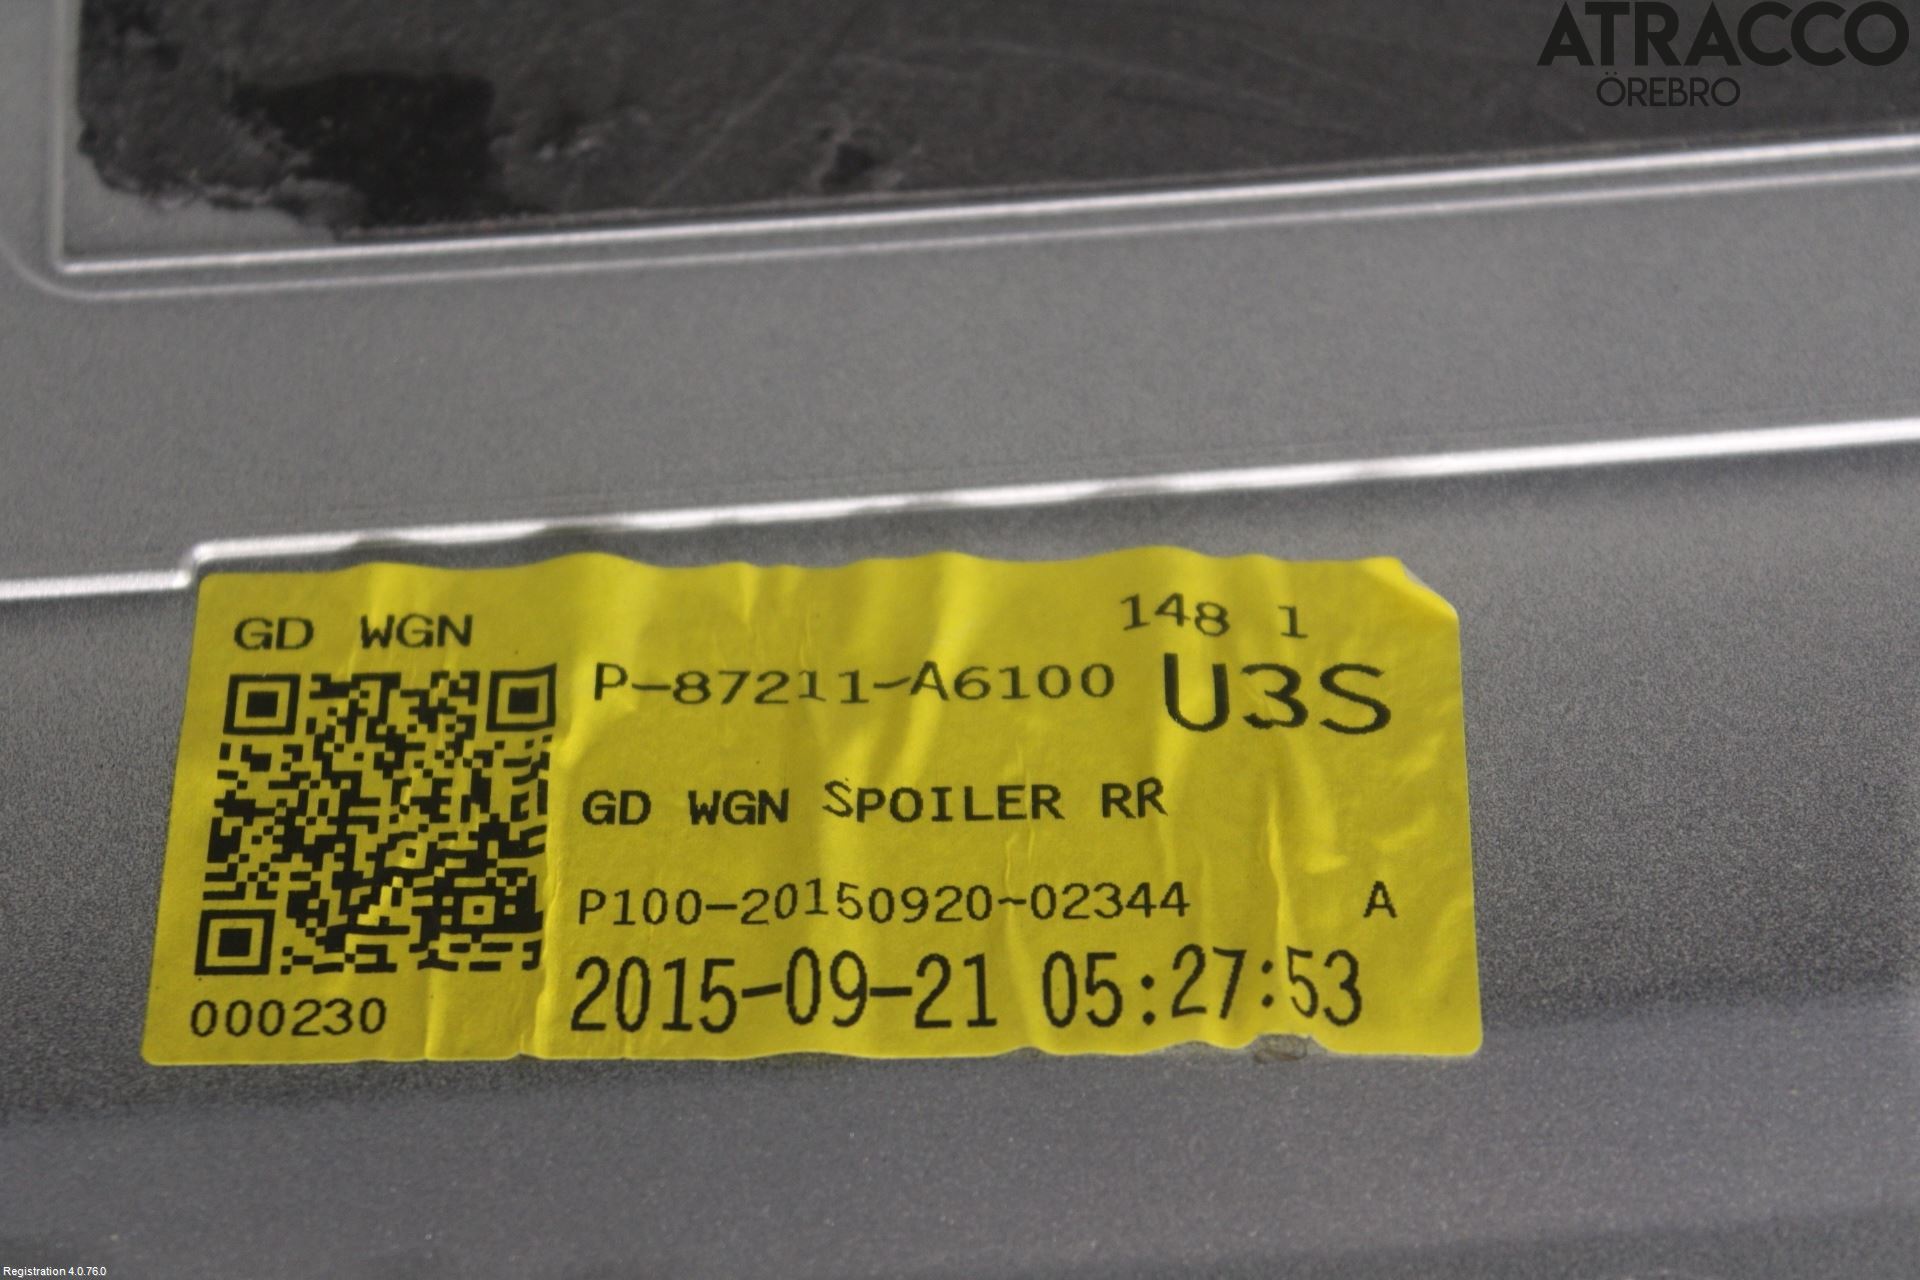 ATRACCO
ÖREBRO
GD WGN
148 1
P-87211-A6100
U3S
GD WGN SPOILER RR
P100-20150920-02344 A
2015-09-21 05:27:53
000230
Registration 4.0.76.0